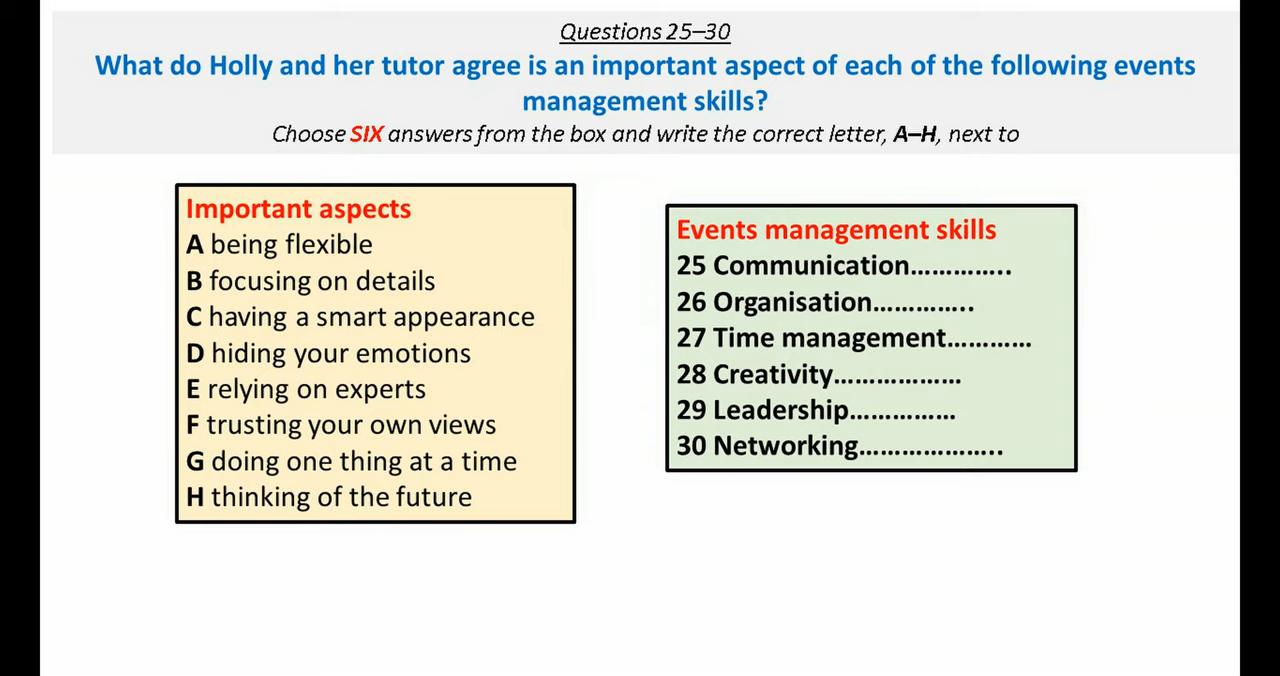 Questions 25–30
What do Holly and her tutor agree is an important aspect of each of the following events
management skills?
Choose SIX answers from the box and write the correct letter, A–H, next to
Important aspects
A being flexible
B focusing on details
C having a smart appearance
D hiding your emotions
E relying on experts
F trusting your own views
G doing one thing at a time
H thinking of the future
Events management skills
25 Communication…………..
26 Organisation…………..
27 Time management…………
28 Creativity………………
29 Leadership……………
30 Networking………………..